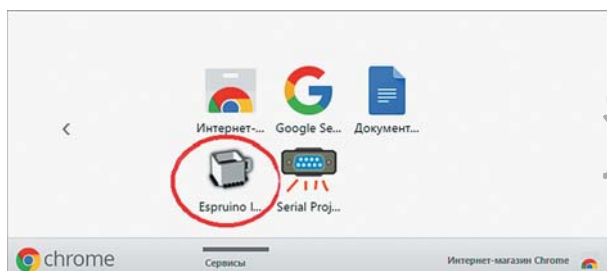 Интернет-...
Google Se...
Документ...
Espruino I...
Serial Proj...
chrome
Сервисы
Интернет-магазин Chrome